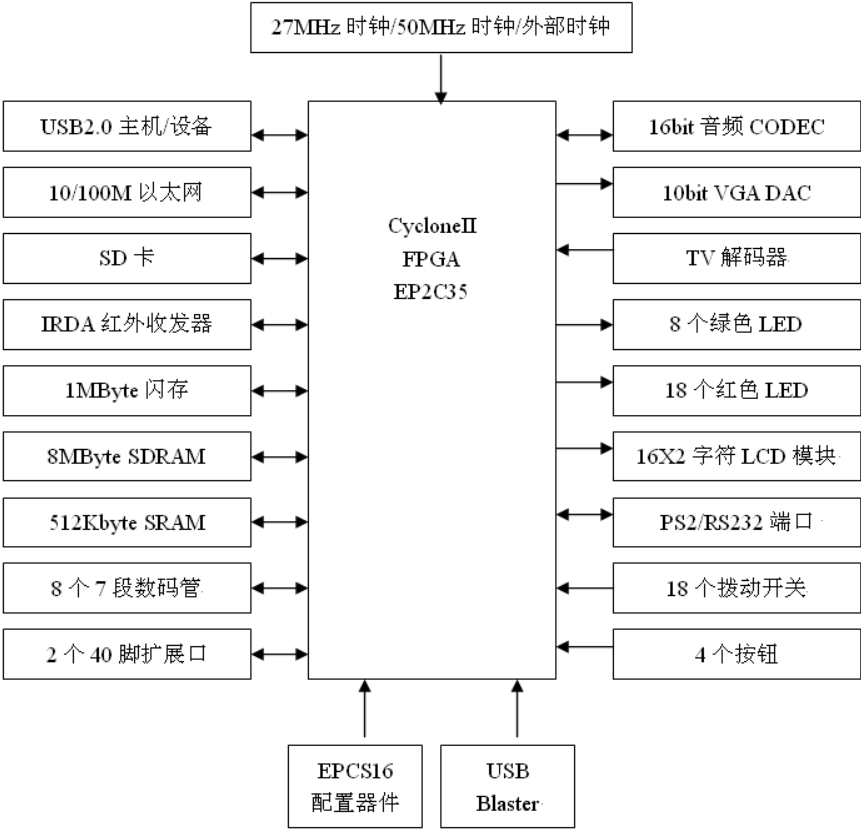 27MHz 时钟/50MHz 时钟/外部时钟
USB2.0 主机/设备
10/100M 以太网
SD 卡
IRDA 红外收发器
1MByte 闪存
8MByte SDRAM
512Kbyte SRAM
8 个 7 段数码管
2 个 40 脚扩展口
CycloneII
FPGA
EP2C35
16bit 音频 CODEC
10bit VGA DAC
TV 解码器
8 个绿色 LED
18 个红色 LED
16X2 字符 LCD 模块
PS2/RS232 端口
18 个拨动开关
4 个按钮
EPCS16
配置器件
USB
Blaster